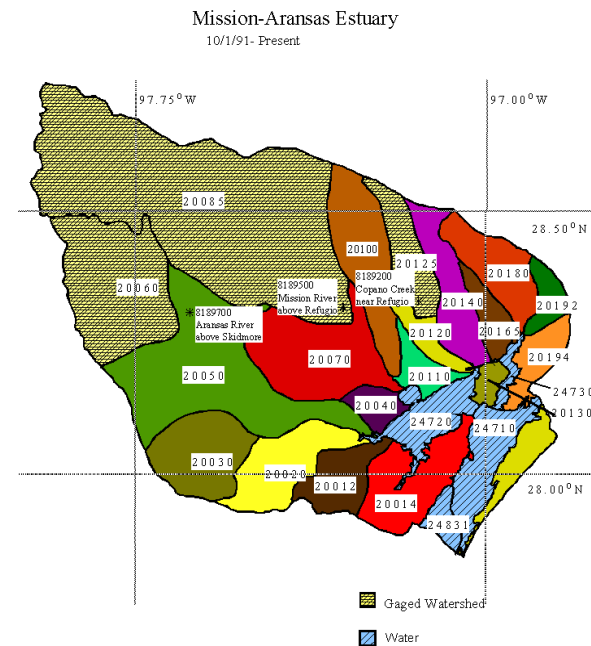 Mission-Aransas Estuary
10/1/91- Present
97.75°W
97.00°W
20085
28.50°N
20100
20125
20180
8189200
Copano Creek
near Refugio
8189500
Mission River
above Refugio
20060
20140
20192
8189700
Aransas River
above Skidmore
20120
20165
20070
20194
20050
20110
24730
20040
20130
24720
24710
20030
20020
20012
28.00°N
20014
24831
Gaged Watershed
Water